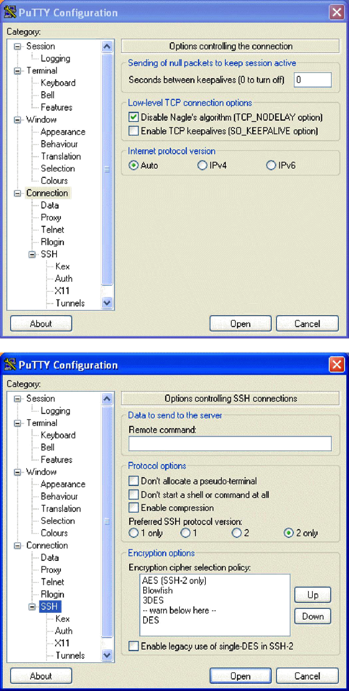 PuTTY Configuration
Category:
Session
Logging
Terminal
Keyboard
Bell
Features
Window
Appearance
Behaviour
Translation
Selection
Colours
Connection
Data
Proxy
Telnet
Rlogin
SSH
Kex
Auth
X11
Tunnels
Options controlling the connection
Sending of null packets to keep session active
Seconds between keepalives (0 to turn off) 0
Low-level TCP connection options
Disable Nagle's algorithm (TCP_NODELAY option)
Enable TCP keepalives (SO_KEEPALIVE option)
Internet protocol version
Auto IPv4 IPv6
About Open Cancel
PuTTY Configuration
Category:
Session
Logging
Terminal
Keyboard
Bell
Features
Window
Appearance
Behaviour
Translation
Selection
Colours
Connection
Data
Proxy
Telnet
Rlogin
SSH
Kex
Auth
X11
Tunnels
Options controlling SSH connections
Data to send to the server
Remote command:
Protocol options
Don't allocate a pseudo-terminal
Don't start a shell or command at all
Enable compression
Preferred SSH protocol version:
1 only 1 2 2 only
Encryption options
Encryption cipher selection policy:
AES (SSH-2 only)
Blowfish
3DES
-- warn below here --
DES
Up
Down
Enable legacy use of single-DES in SSH-2
About Open Cancel